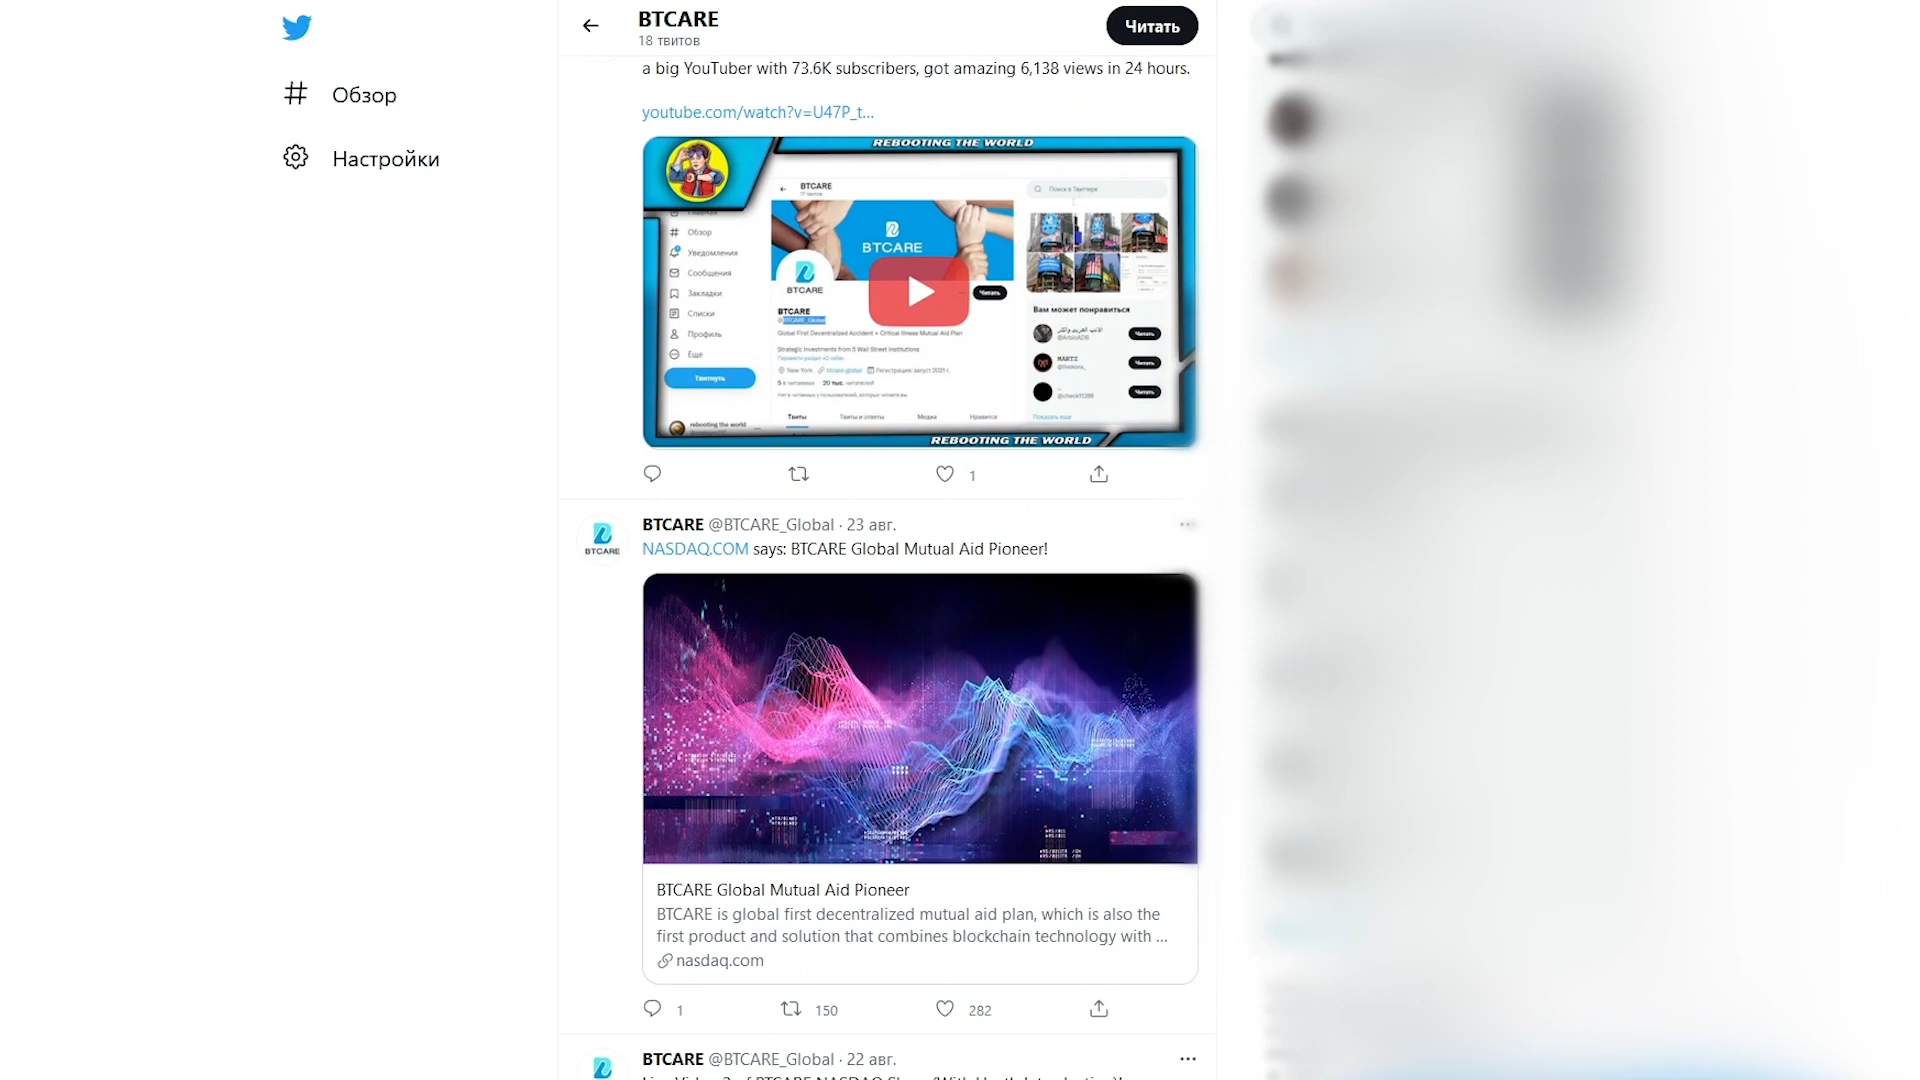 Обзор
Настройки
BTCARE
18 твитов
Читать
a big YouTuber with 73.6K subscribers, got amazing 6,138 views in 24 hours.
youtube.com/watch?v=U47P_t...
REBOOTING THE WORLD
BTCARE
17 твитов
Поиск в Твиттере
Обзор
Уведомления
Сообщения
Закладки
Списки
Профиль
Еще
Твитнуть
rebooting the world
BTCARE
BTCARE
Читать
BTCARE
@BTCARE_Global
Global First Decentralized Accident + Critical Illness Mutual Aid Plan
Strategic Investments from 5 Wall Street Institutions
New York btcare.global Регистрация: август 2021 г.
5 в читаемых 20 тыс. читателей
Твиты Твиты и ответы Медиа Нравится
Вам может понравиться
@ArbiloADB
Читать
MARTI
Читать
@check11288
Читать
Показать еще
REBOOTING THE WORLD
1
BTCARE @BTCARE_Global · 23 авг.
NASDAQ.COM says: BTCARE Global Mutual Aid Pioneer!
BTCARE
BTCARE Global Mutual Aid Pioneer
BTCARE is global first decentralized mutual aid plan, which is also the
first product and solution that combines blockchain technology with ...
nasdaq.com
1 150 282
BTCARE @BTCARE_Global · 22 авг.